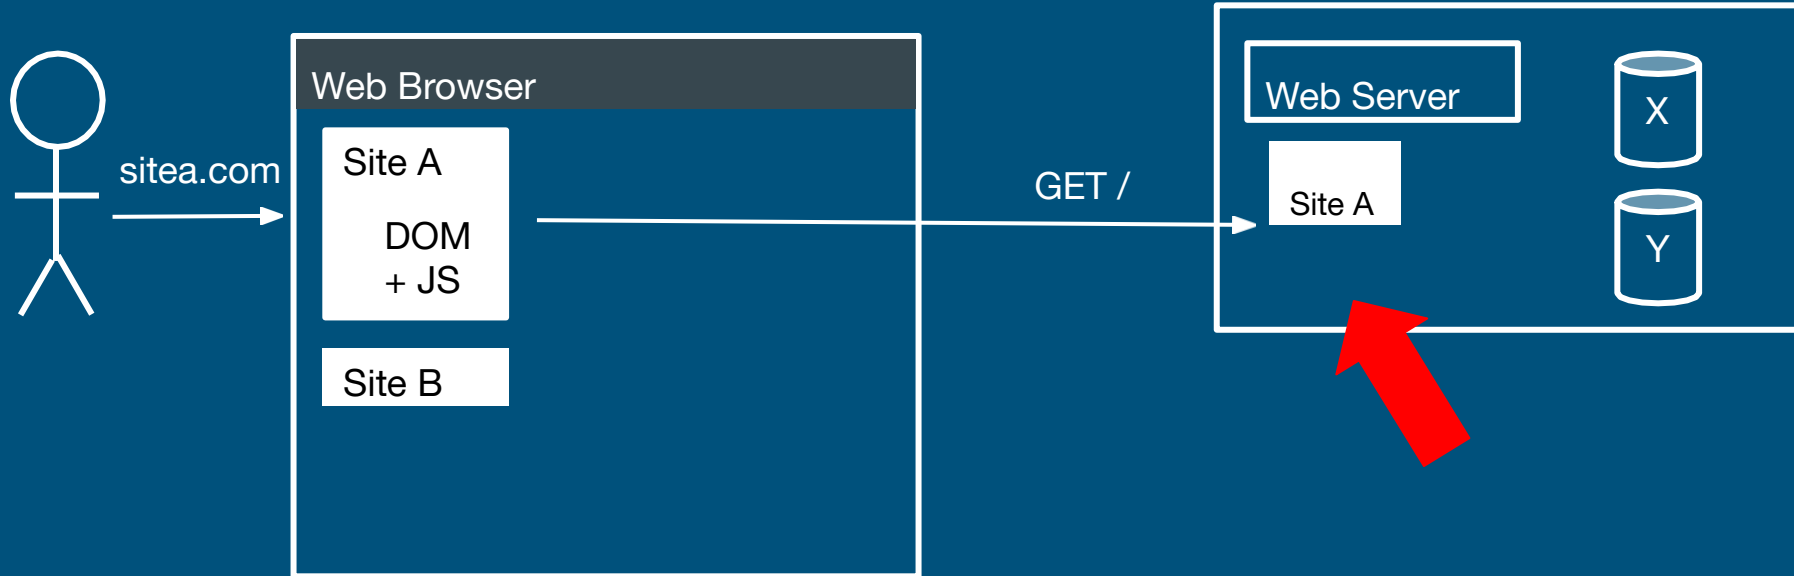 sitea.com
Web Browser
Site A
DOM
+ JS
Site B
GET /
Web Server
Site A
X
Y